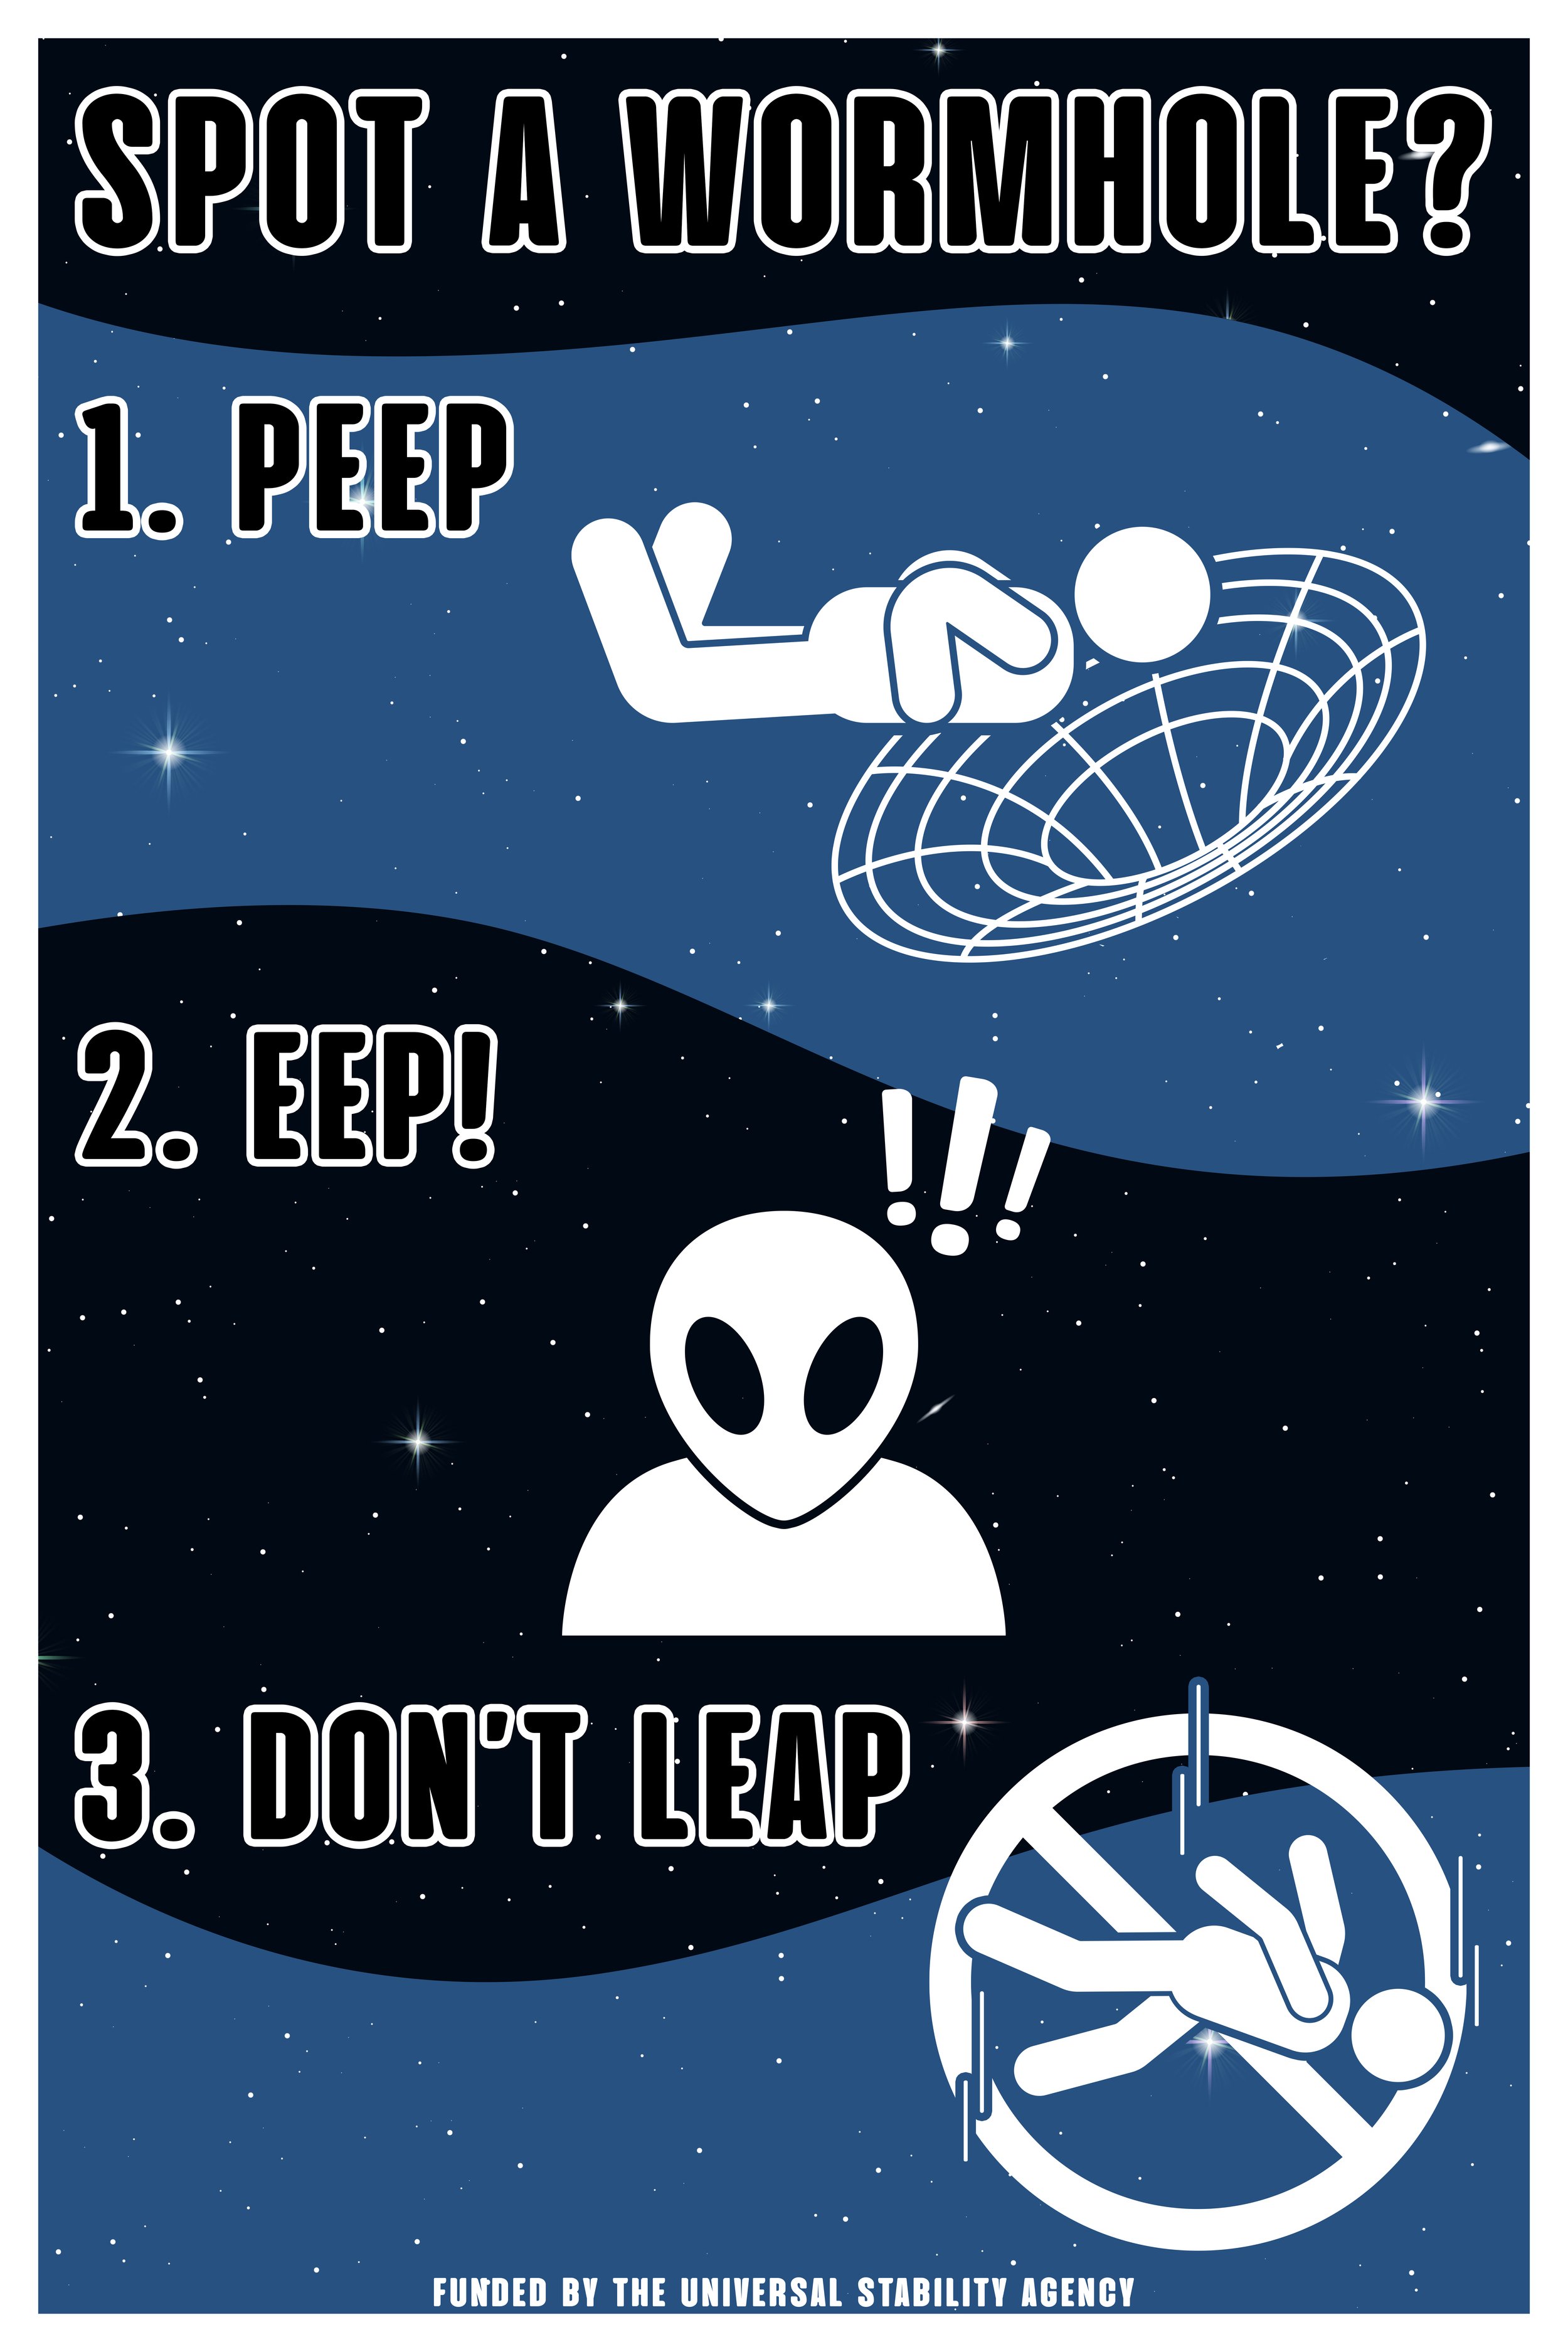 SPOT A WORMHOLE?
1. PEEP
2. EEP!
!!!
3. DON'T LEAP
FUNDED BY THE UNIVERSAL STABILITY AGENCY